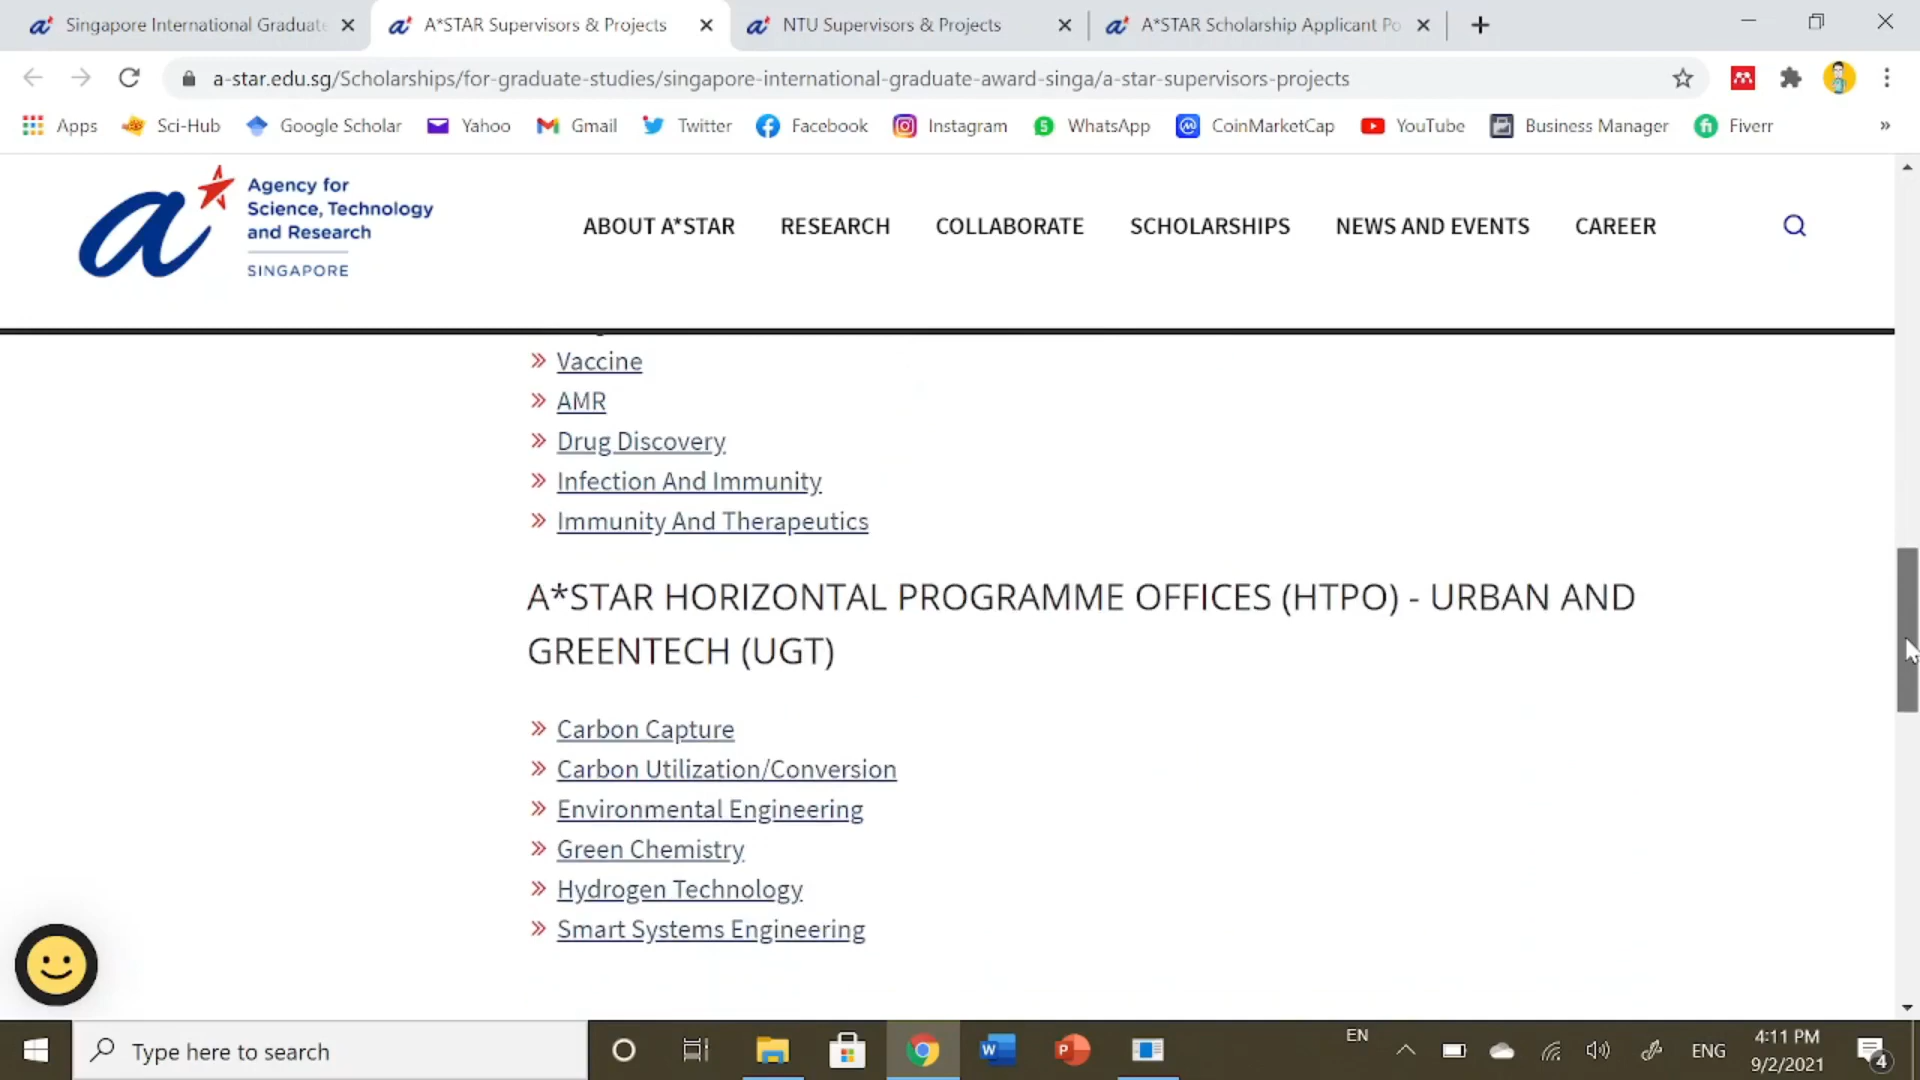 Singapore International Graduate
A*STAR Supervisors & Projects
NTU Supervisors & Projects
A*STAR Scholarship Applicant Po
a-star.edu.sg/Scholarships/for-graduate-studies/singapore-international-graduate-award-singa/a-star-supervisors-projects
Apps
Sci-Hub
Google Scholar
Yahoo
Gmail
Twitter
Facebook
Instagram
WhatsApp
CoinMarketCap
YouTube
Business Manager
Fiverr
»
Agency for
Science, Technology
and Research
SINGAPORE
ABOUT A*STAR
RESEARCH
COLLABORATE
SCHOLARSHIPS
NEWS AND EVENTS
CAREER
» Vaccine
» AMR
» Drug Discovery
» Infection And Immunity
» Immunity And Therapeutics
A*STAR HORIZONTAL PROGRAMME OFFICES (HTPO) - URBAN AND
GREENTECH (UGT)
» Carbon Capture
» Carbon Utilization/Conversion
» Environmental Engineering
» Green Chemistry
» Hydrogen Technology
» Smart Systems Engineering
Type here to search
EN
ENG
4:11 PM
9/2/2021
4